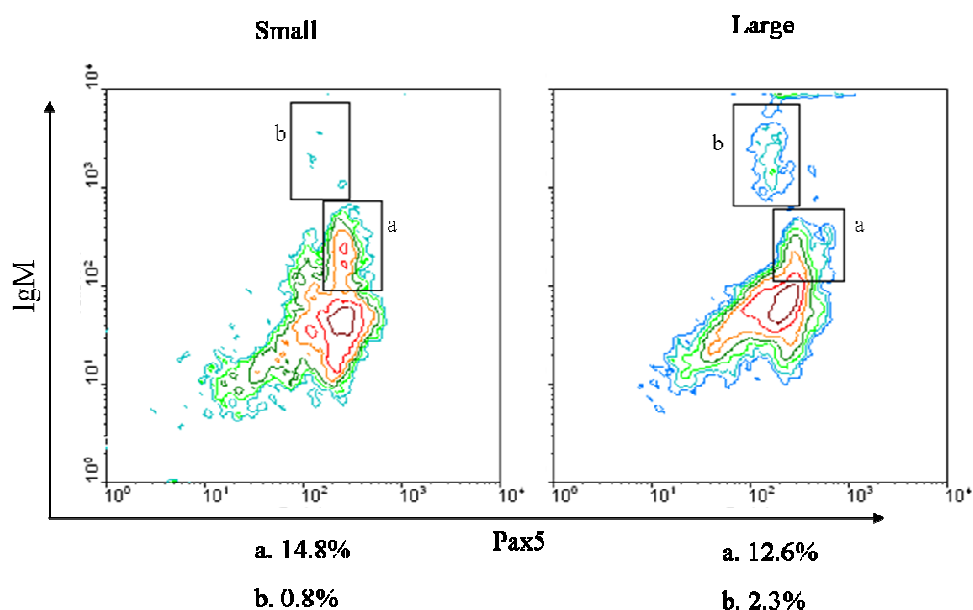 Small
Large
10⁴
10³
10²
10¹
10⁰
b
a
b
a
IgM
10⁰ 10¹ 10² 10³ 10⁴
10⁰ 10¹ 10² 10³ 10⁴
Pax5
a. 14.8%
b. 0.8%
a. 12.6%
b. 2.3%